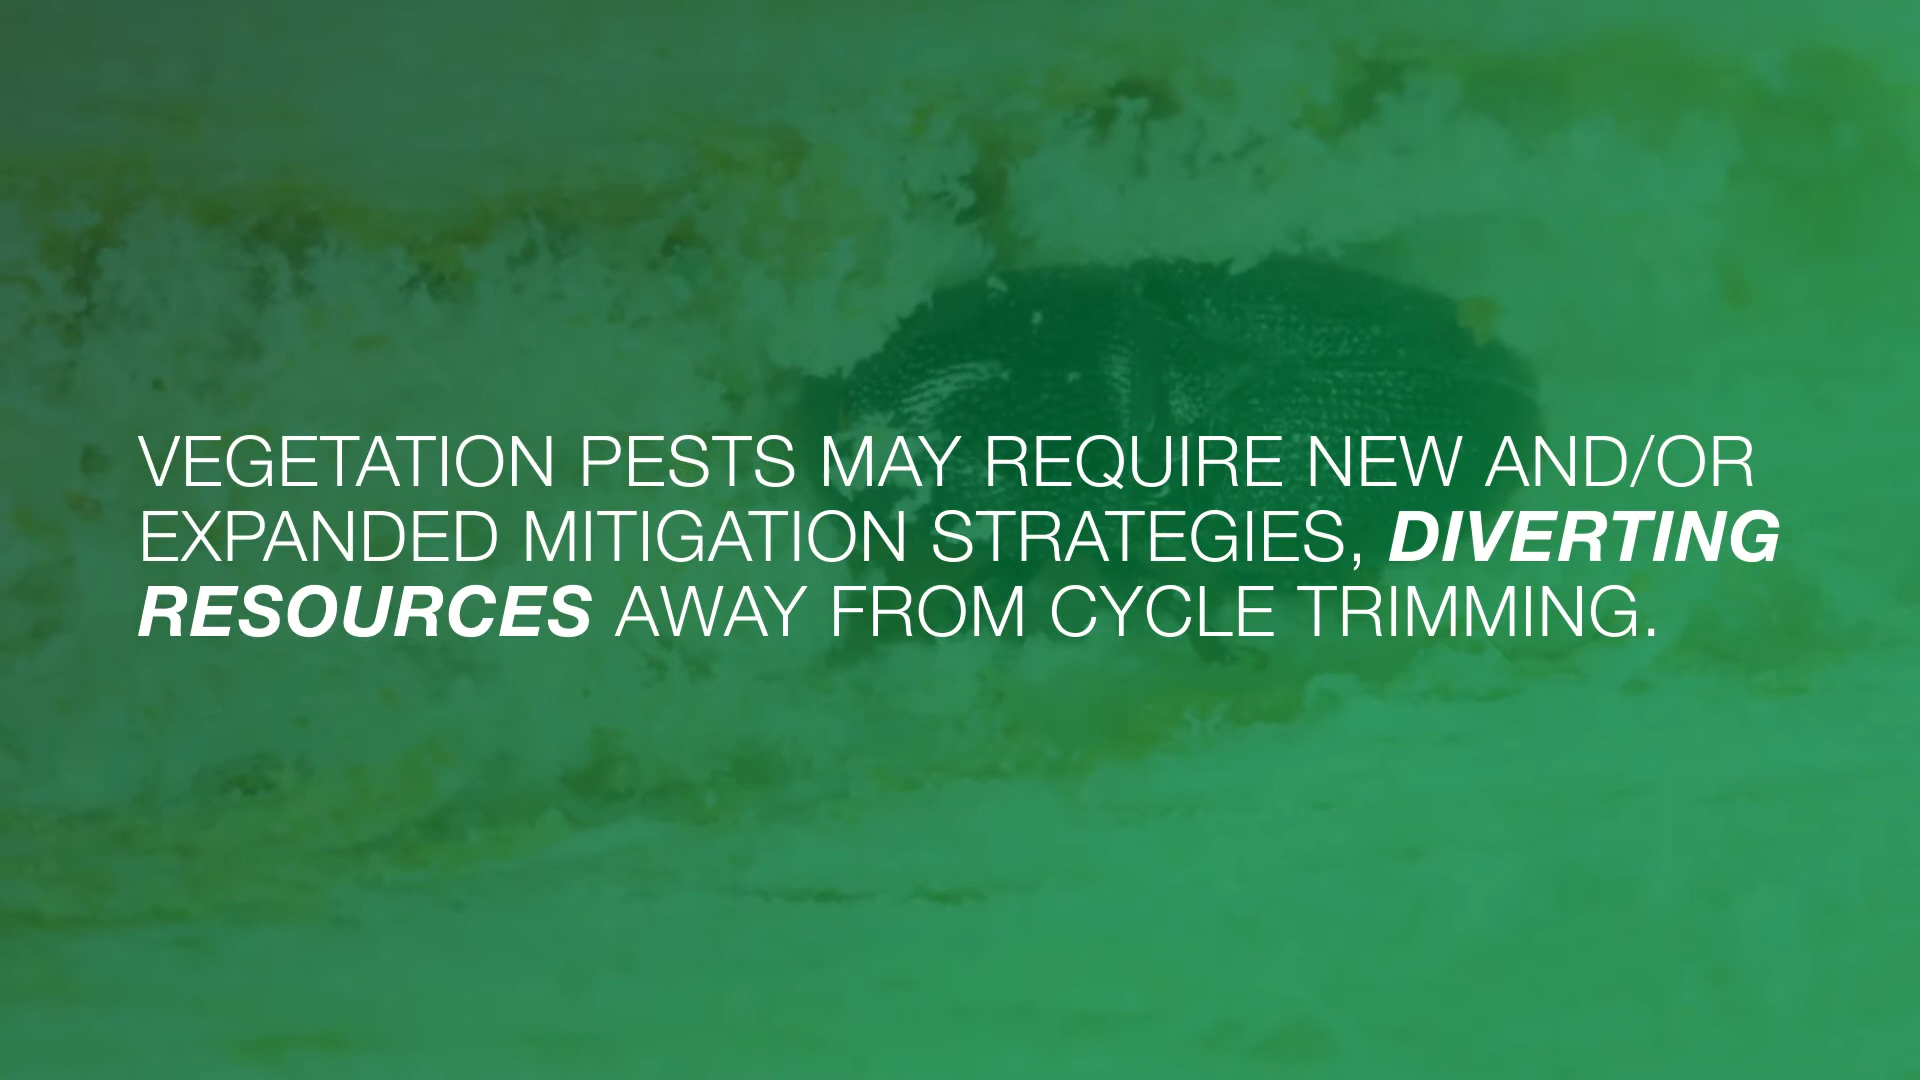 VEGETATION PESTS MAY REQUIRE NEW AND/OR
EXPANDED MITIGATION STRATEGIES, DIVERTING
RESOURCES AWAY FROM CYCLE TRIMMING.